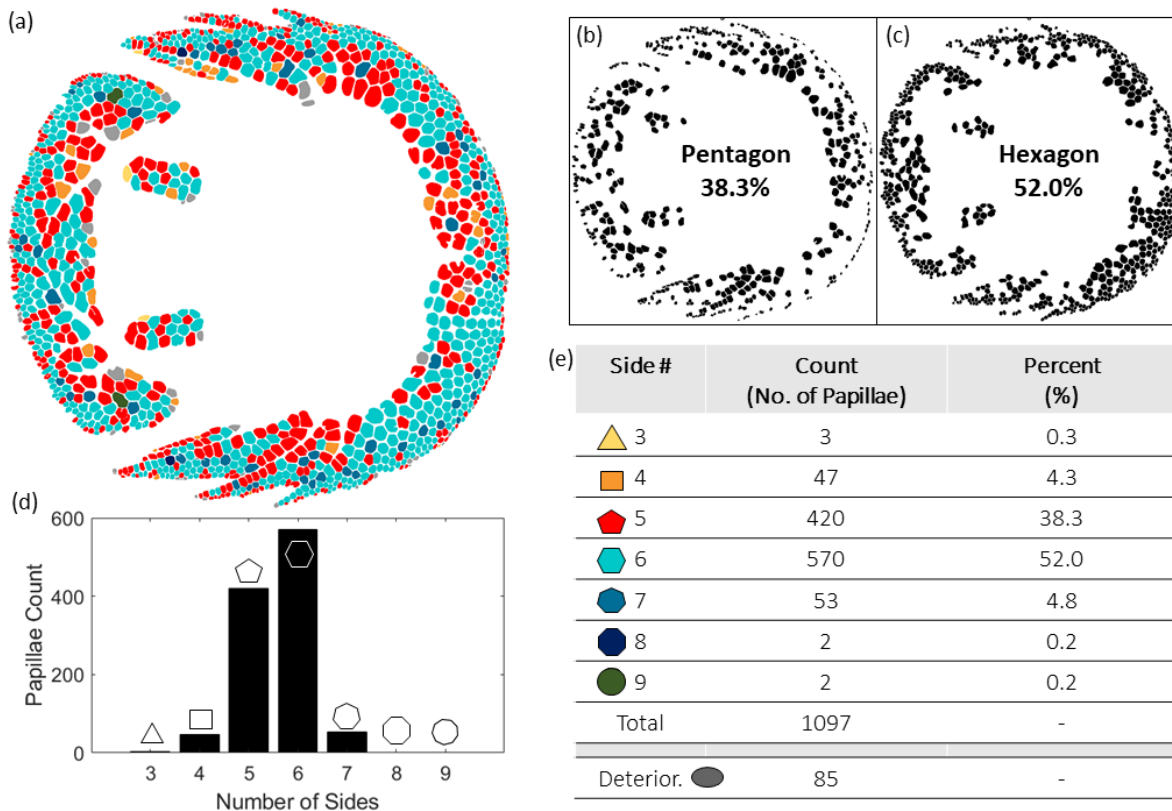 (a)
(b)
Pentagon
38.3%
(c)
Hexagon
52.0%
(d)
600
400
200
0
Papillae Count
3 4 5 6 7 8 9
Number of Sides
(e)
Side # Count (No. of Papillae) Percent (%)
3 3 0.3
4 47 4.3
5 420 38.3
6 570 52.0
7 53 4.8
8 2 0.2
9 2 0.2
Total 1097 -
Deterior. 85 -